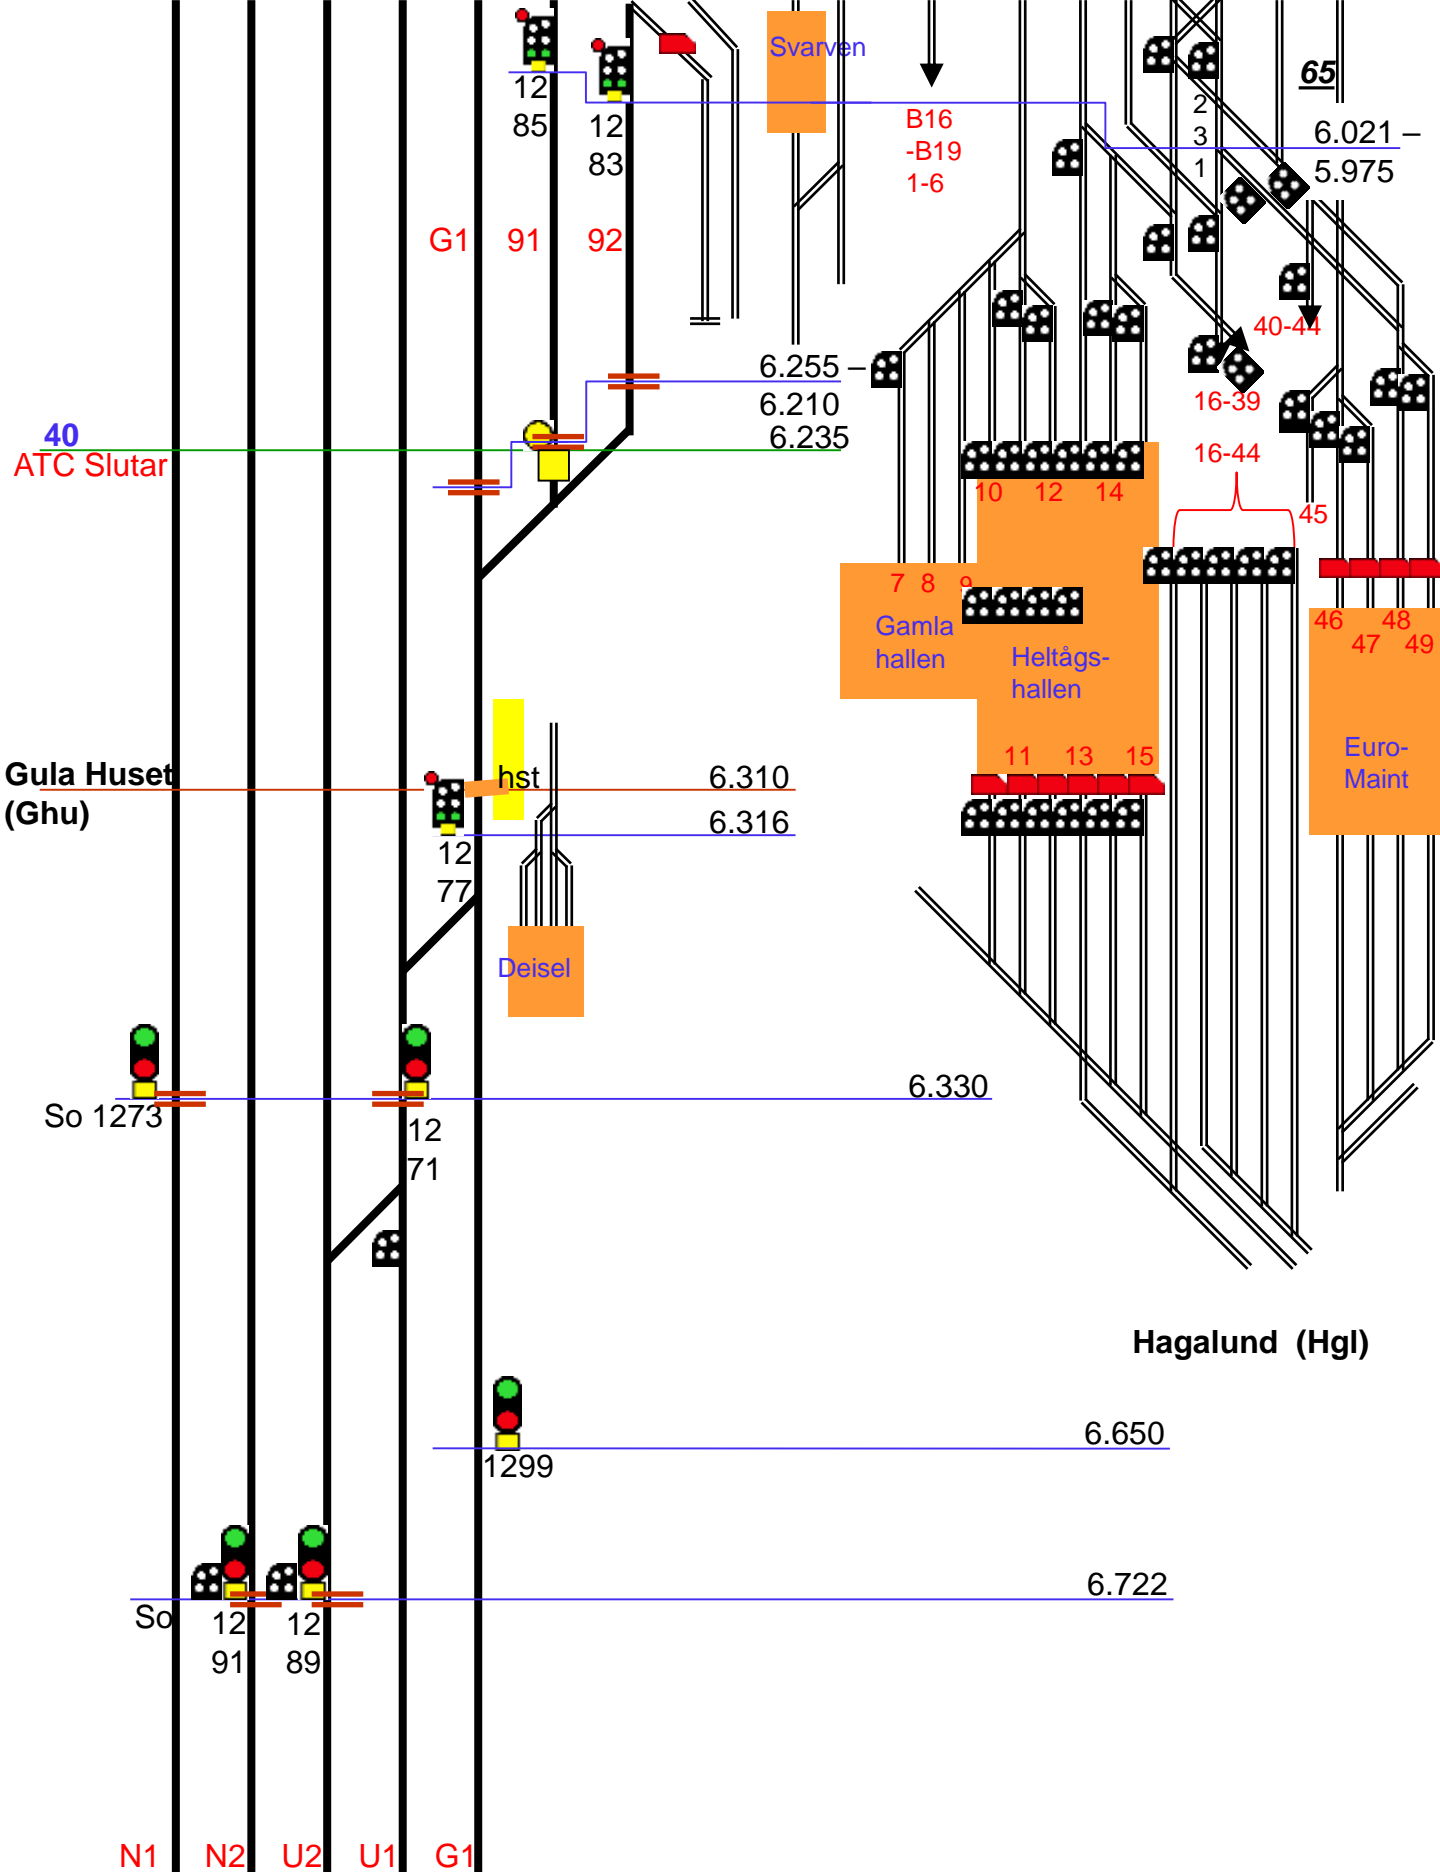 Svarven
65
12
85
12
83
B16
-B19
1-6
2
3
1
6.021 –
5.975
G1
91
92
40-44
6.255 –
6.210
6.235
16-39
40
ATC Slutar
16-44
10
12
14
45
7
8
9
46
48
47
49
Gamla
hallen
Heltågs-
hallen
11
13
15
Euro-
Maint
Gula Huset
(Ghu)
hst
6.310
6.316
12
77
Deisel
6.330
So 1273
12
71
Hagalund (Hgl)
6.650
1299
6.722
So
12
91
12
89
N1
N2
U2
U1
G1